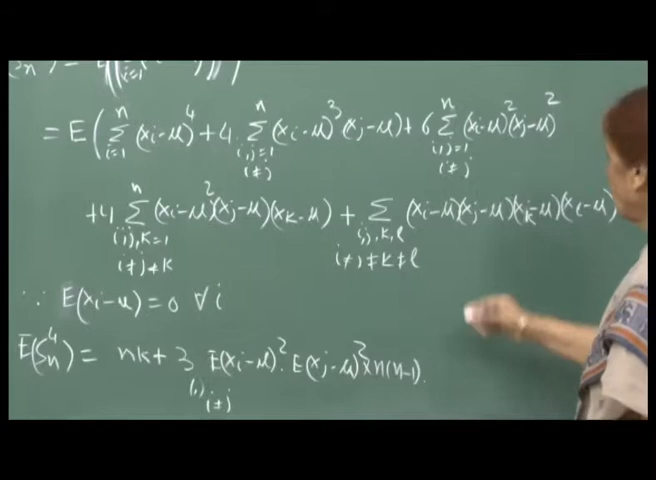 = E ( Σ_{i=1}^{n} (x_i-μ)^4 + 4 Σ_{i,j=1}^{n} (x_i-μ)^3 (x_j-μ) + 6 Σ_{i,j=1}^{n} (x_i-μ)^2 (x_j-μ)^2
i≠j i≠j
+4 Σ_{i,j,k=1}^{n} (x_i-μ)^2 (x_j-μ)(x_k-μ) + Σ_{i,j,k,l} (x_i-μ)(x_j-μ)(x_k-μ)(x_l-μ)
i≠j≠k i≠j≠k≠l
∵ E(x_i-μ) = 0 ∀ i
E(S_n^4) = nk + 3 E(x_i-μ)^2 . E(x_j-μ)^2 × n(n-1).
i,j
i≠j